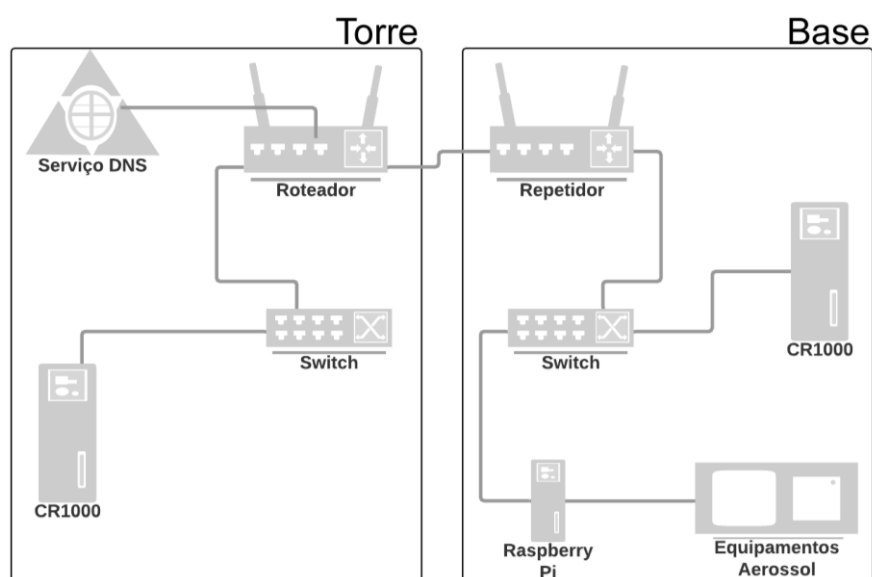 Torre
Base
Serviço DNS
Roteador
Repetidor
Switch
Switch
CR1000
CR1000
Raspberry
Pi
Equipamentos
Aerossol